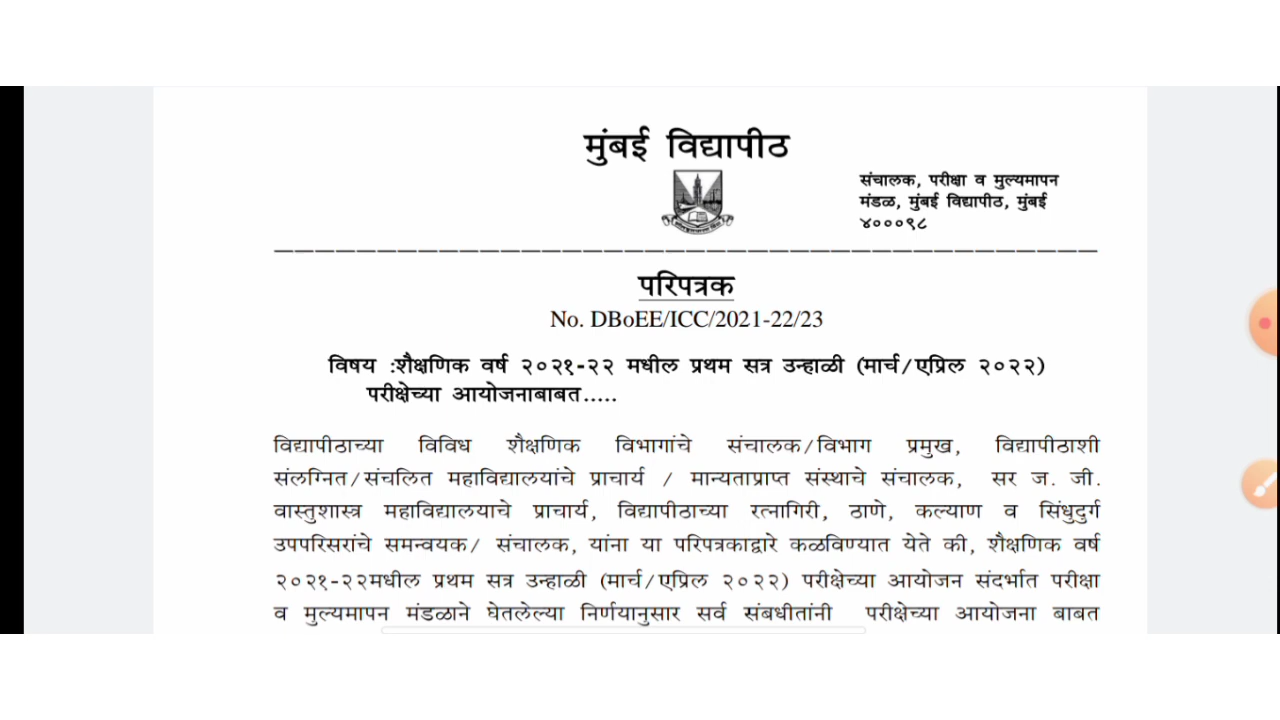 मुंबई विद्यापीठ
संचालक, परीक्षा व मुल्यमापन
मंडळ, मुंबई विद्यापीठ, मुंबई
४०००९८
परिपत्रक
No. DBoEE/ICC/2021-22/23
विषय :शैक्षणिक वर्ष २०२१-२२ मधील प्रथम सत्र उन्हाळी (मार्च/एप्रिल २०२२)
परीक्षेच्या आयोजनाबाबत.....
विद्यापीठाच्या विविध शैक्षणिक विभागांचे संचालक/विभाग प्रमुख, विद्यापीठाशी
संलग्नित/संचलित महाविद्यालयांचे प्राचार्य / मान्यताप्राप्त संस्थाचे संचालक, सर ज. जी.
वास्तुशास्त्र महाविद्यालयाचे प्राचार्य, विद्यापीठाच्या रत्नागिरी, ठाणे, कल्याण व सिंधुदुर्ग
उपपरिसरांचे समन्वयक/ संचालक, यांना या परिपत्रकाद्वारे कळविण्यात येते की, शैक्षणिक वर्ष
२०२१-२२मधील प्रथम सत्र उन्हाळी (मार्च/एप्रिल २०२२) परीक्षेच्या आयोजन संदर्भात परीक्षा
व मुल्यमापन मंडळाने घेतलेल्या निर्णयानुसार सर्व संबधीतांनी परीक्षेच्या आयोजना बाबत